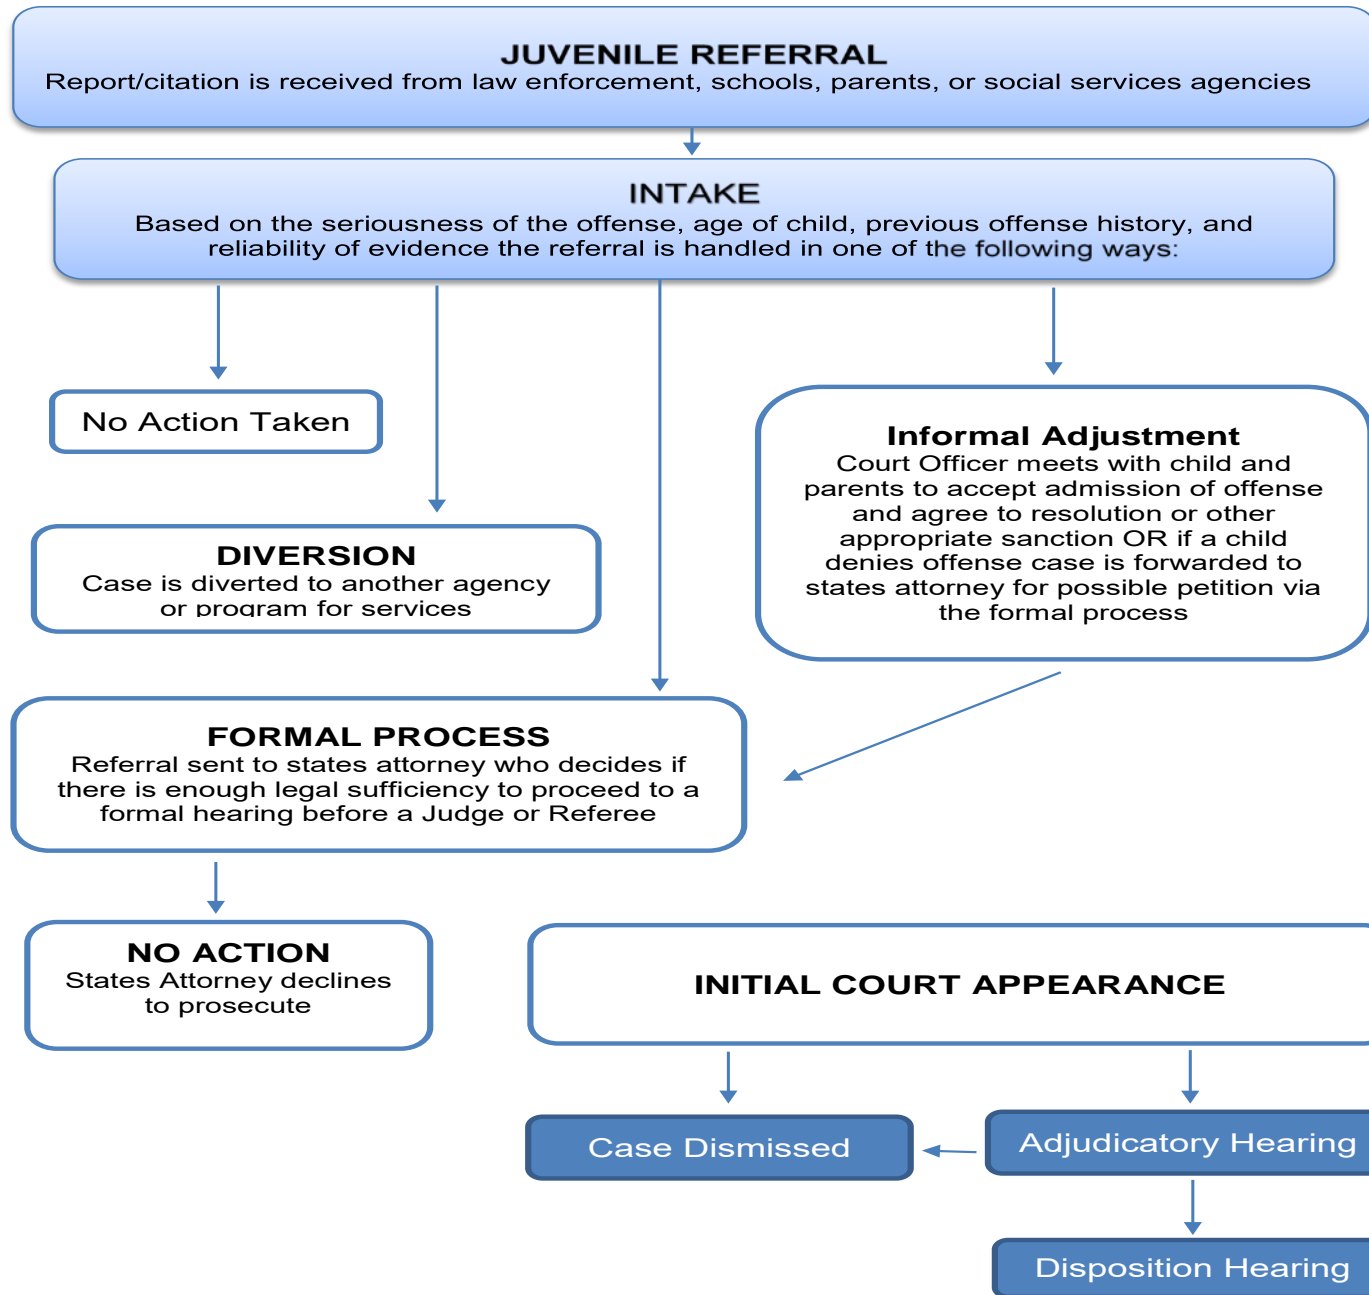 JUVENILE REFERRAL
Report/citation is received from law enforcement, schools, parents, or social services agencies
INTAKE
Based on the seriousness of the offense, age of child, previous offense history, and
reliability of evidence the referral is handled in one of the following ways:
No Action Taken
Informal Adjustment
Court Officer meets with child and
parents to accept admission of offense
and agree to resolution or other
appropriate sanction OR if a child
denies offense case is forwarded to
states attorney for possible petition via
the formal process
DIVERSION
Case is diverted to another agency
or program for services
FORMAL PROCESS
Referral sent to states attorney who decides if
there is enough legal sufficiency to proceed to a
formal hearing before a Judge or Referee
NO ACTION
States Attorney declines
to prosecute
INITIAL COURT APPEARANCE
Case Dismissed
Adjudicatory Hearing
Disposition Hearing